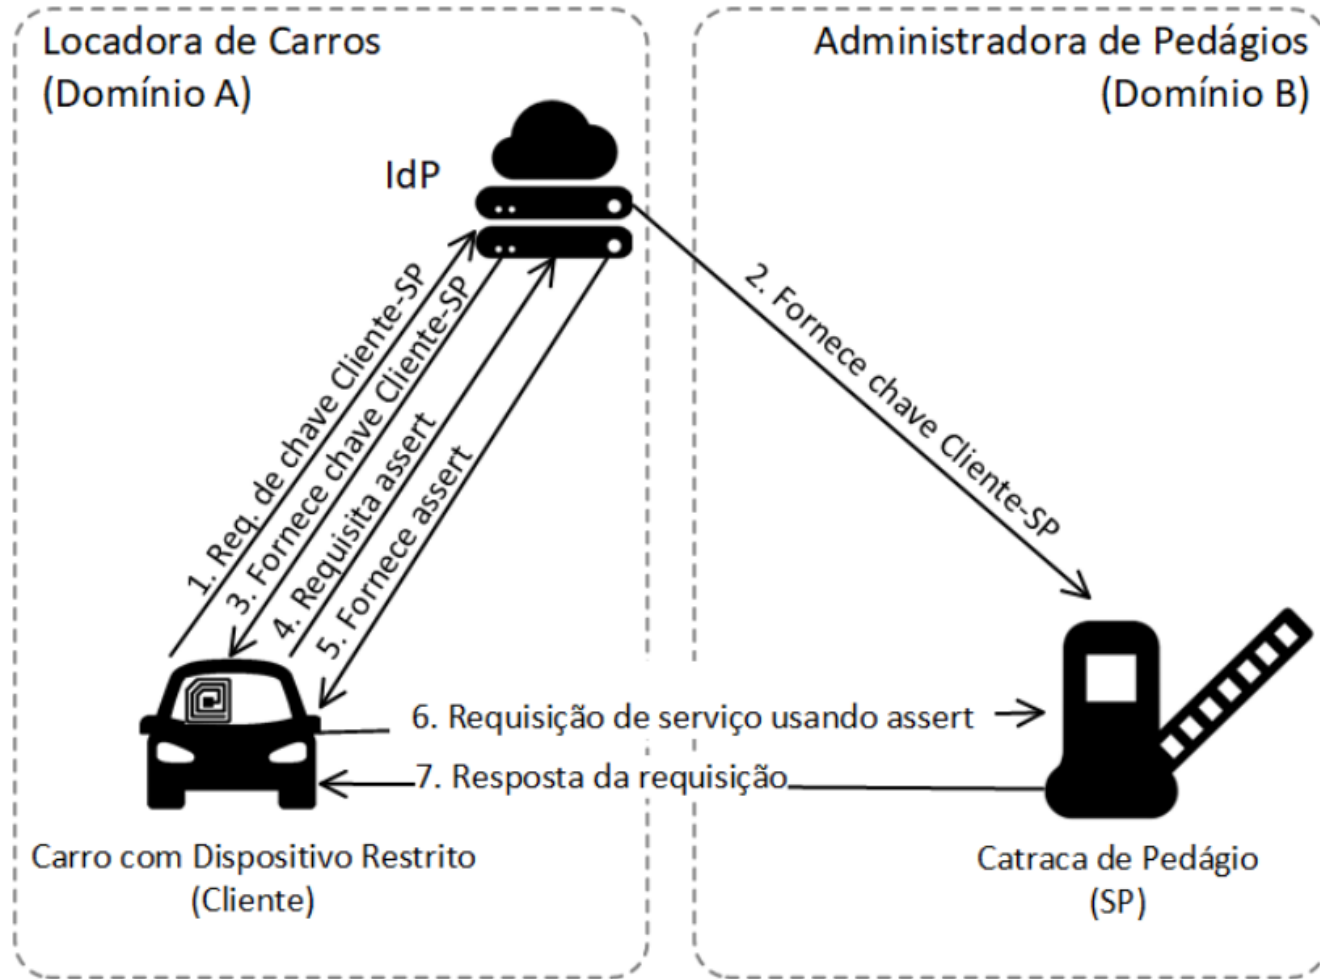 Locadora de Carros
(Domínio A)
Administradora de Pedágios
(Domínio B)
IdP
1. Req. de chave Cliente-SP
3. Fornece chave Cliente-SP
4. Requisita assert
5. Fornece assert
2. Fornece chave Cliente-SP
6. Requisição de serviço usando assert
7. Resposta da requisição
Carro com Dispositivo Restrito
(Cliente)
Catraca de Pedágio
(SP)